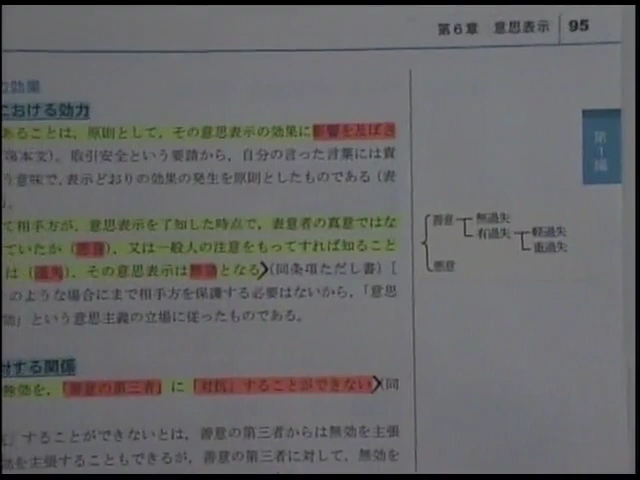 第6章 意思表示 95
の効果
における効力
あることは、原則として、その意思表示の効果に影響を及ぼさ
本文)。取引安全という要請から、自分の言った言葉には責
う意味で、表示どおりの効果の発生を原則としたものである(表
第1編
て相手方が、意思表示を了知した時点で、表意者の真意ではな
ていたか(悪意)、又は一般人の注意をもってすれば知ること
は(過失)、その意思表示は無効となる(同条項ただし書)[
のような場合にまで相手方を保護する必要はないから、「意思
効」という意思主義の立場に従ったものである。
善意 無過失
有過失 軽過失
重過失
悪意
対する関係
無効を、「善意の第三者」に「対抗」することができない(同
」することができないとは、善意の第三者からは無効を主張
効を主張することもできるが、善意の第三者に対して、無効を